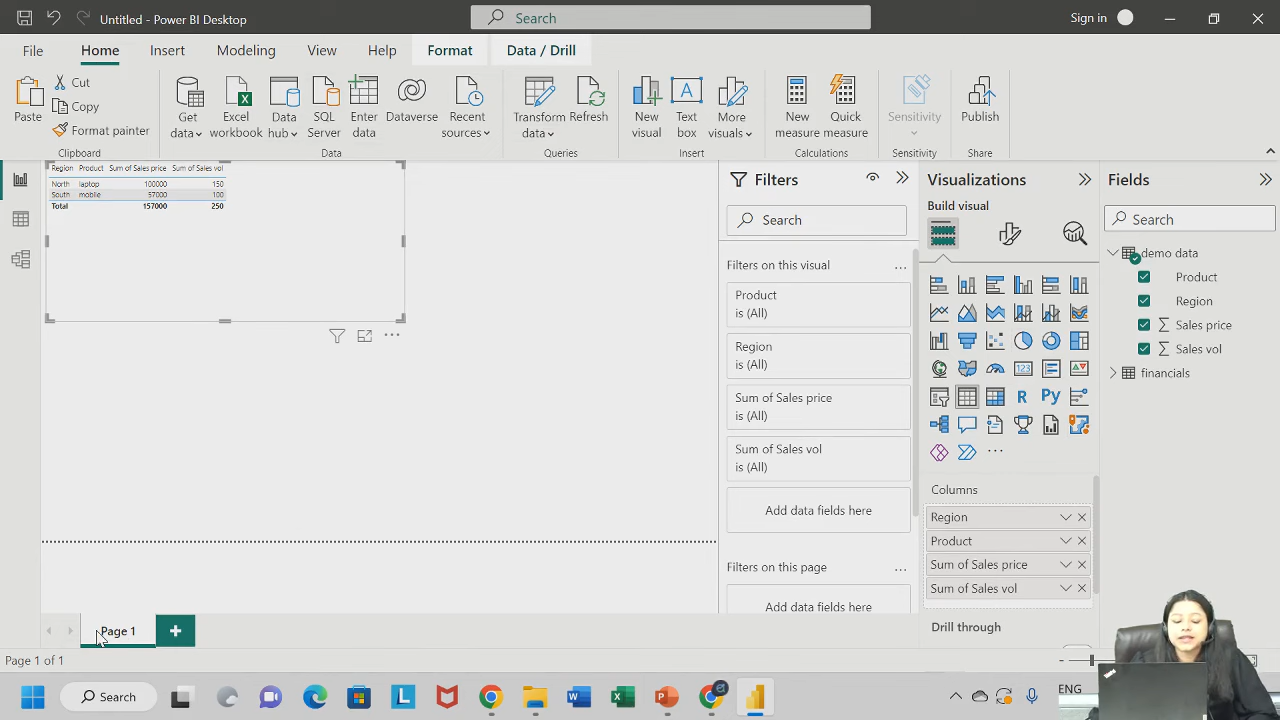 Untitled - Power BI Desktop
Search
Sign in
File
Home
Insert
Modeling
View
Help
Format
Data / Drill
Paste
Cut
Copy
Format painter
Get data
Excel workbook
Data hub
SQL Server
Enter data
Dataverse
Recent sources
Transform data
Refresh
New visual
Text box
More visuals
New measure
Quick measure
Sensitivity
Publish
Clipboard
Data
Queries
Insert
Calculations
Sensitivity
Share
Region Product Sum of Sales price Sum of Sales vol
North laptop 100000 150
South mobile 57000 100
Total 157000 250
Filters
Search
Filters on this visual
Product
is (All)
Region
is (All)
Sum of Sales price
is (All)
Sum of Sales vol
is (All)
Add data fields here
Filters on this page
Add data fields here
Visualizations
Build visual
123
R
Py
Columns
Region
Product
Sum of Sales price
Sum of Sales vol
Drill through
Fields
Search
demo data
Product
Region
Sales price
Sales vol
financials
Page 1
Page 1 of 1
Search
ENG